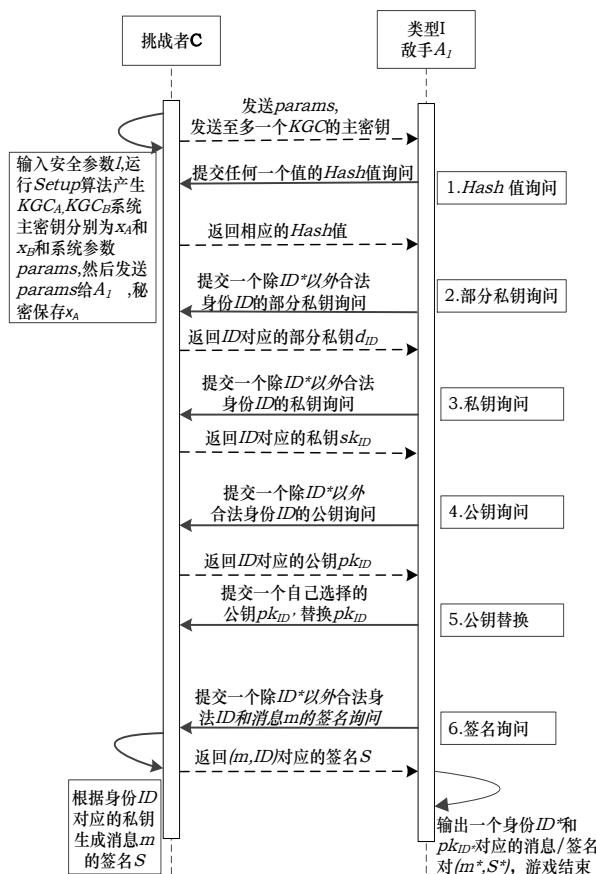 挑战者C
类型I
敌手A_I
发送params,
发送至多一个KGC的主密钥
输入安全参数l,运
行Setup算法产生
KGC_A,KGC_B系统
主密钥分别为x_A和
x_B和系统参数
params,然后发送
params给A_I ,秘
密保存x_A
提交任何一个值的Hash值询问
1.Hash 值询问
返回相应的Hash值
提交一个除ID*以外合法
身份ID的部分私钥询问
2.部分私钥询问
返回ID对应的部分私钥d_ID
提交一个除ID*以外合法
身份ID的私钥询问
3.私钥询问
返回ID对应的私钥sk_ID
提交一个除ID*以外
合法身份ID的公钥询问
4.公钥询问
返回ID对应的公钥pk_ID
提交一个自己选择的
公钥pk_ID'替换pk_ID
5.公钥替换
提交一个除ID*以外合法身
法ID和消息m的签名询问
6.签名询问
返回(m,ID)对应的签名S
根据身份ID
对应的私钥
生成消息m
的签名S
输出一个身份ID*和
pk_ID*对应的消息/签名
对(m*,S*)，游戏结束